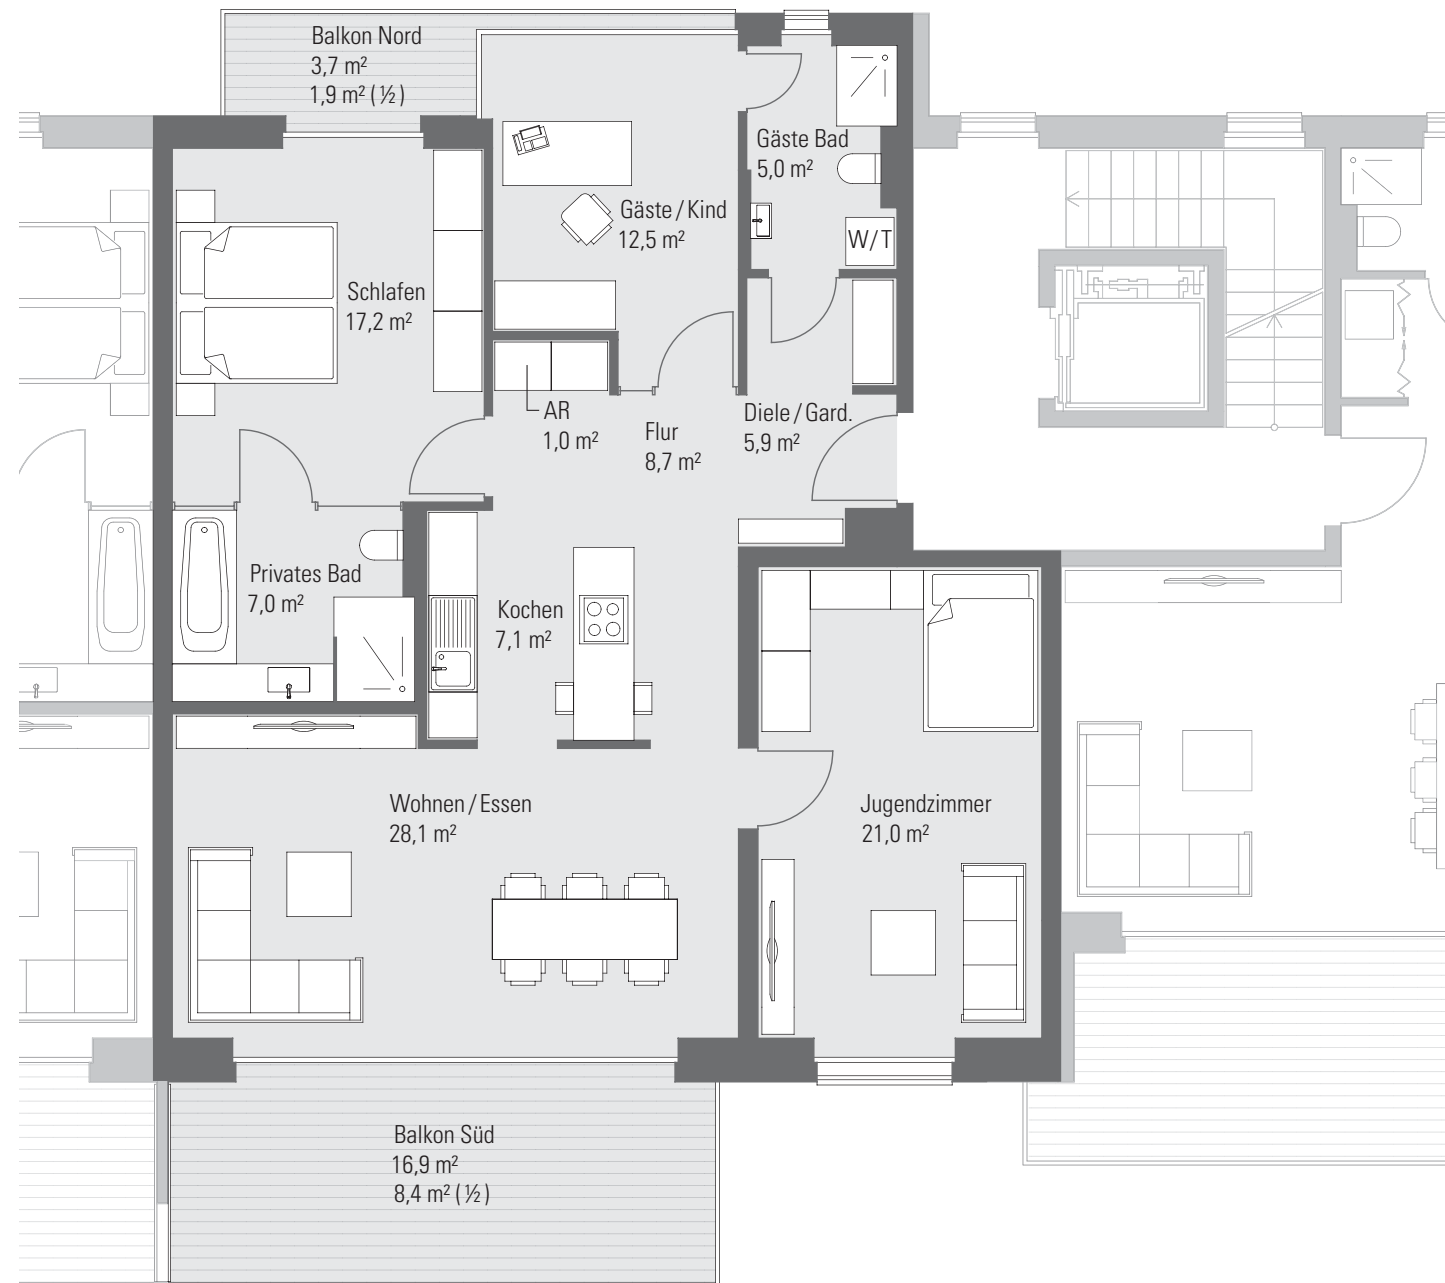 Balkon Nord
3,7 m²
1,9 m² (½)
Gäste Bad
5,0 m²
Gäste / Kind
12,5 m²
W/T
Schlafen
17,2 m²
AR
1,0 m²
Flur
8,7 m²
Diele / Gard.
5,9 m²
Privates Bad
7,0 m²
Kochen
7,1 m²
Wohnen / Essen
28,1 m²
Jugendzimmer
21,0 m²
Balkon Süd
16,9 m²
8,4 m² (½)